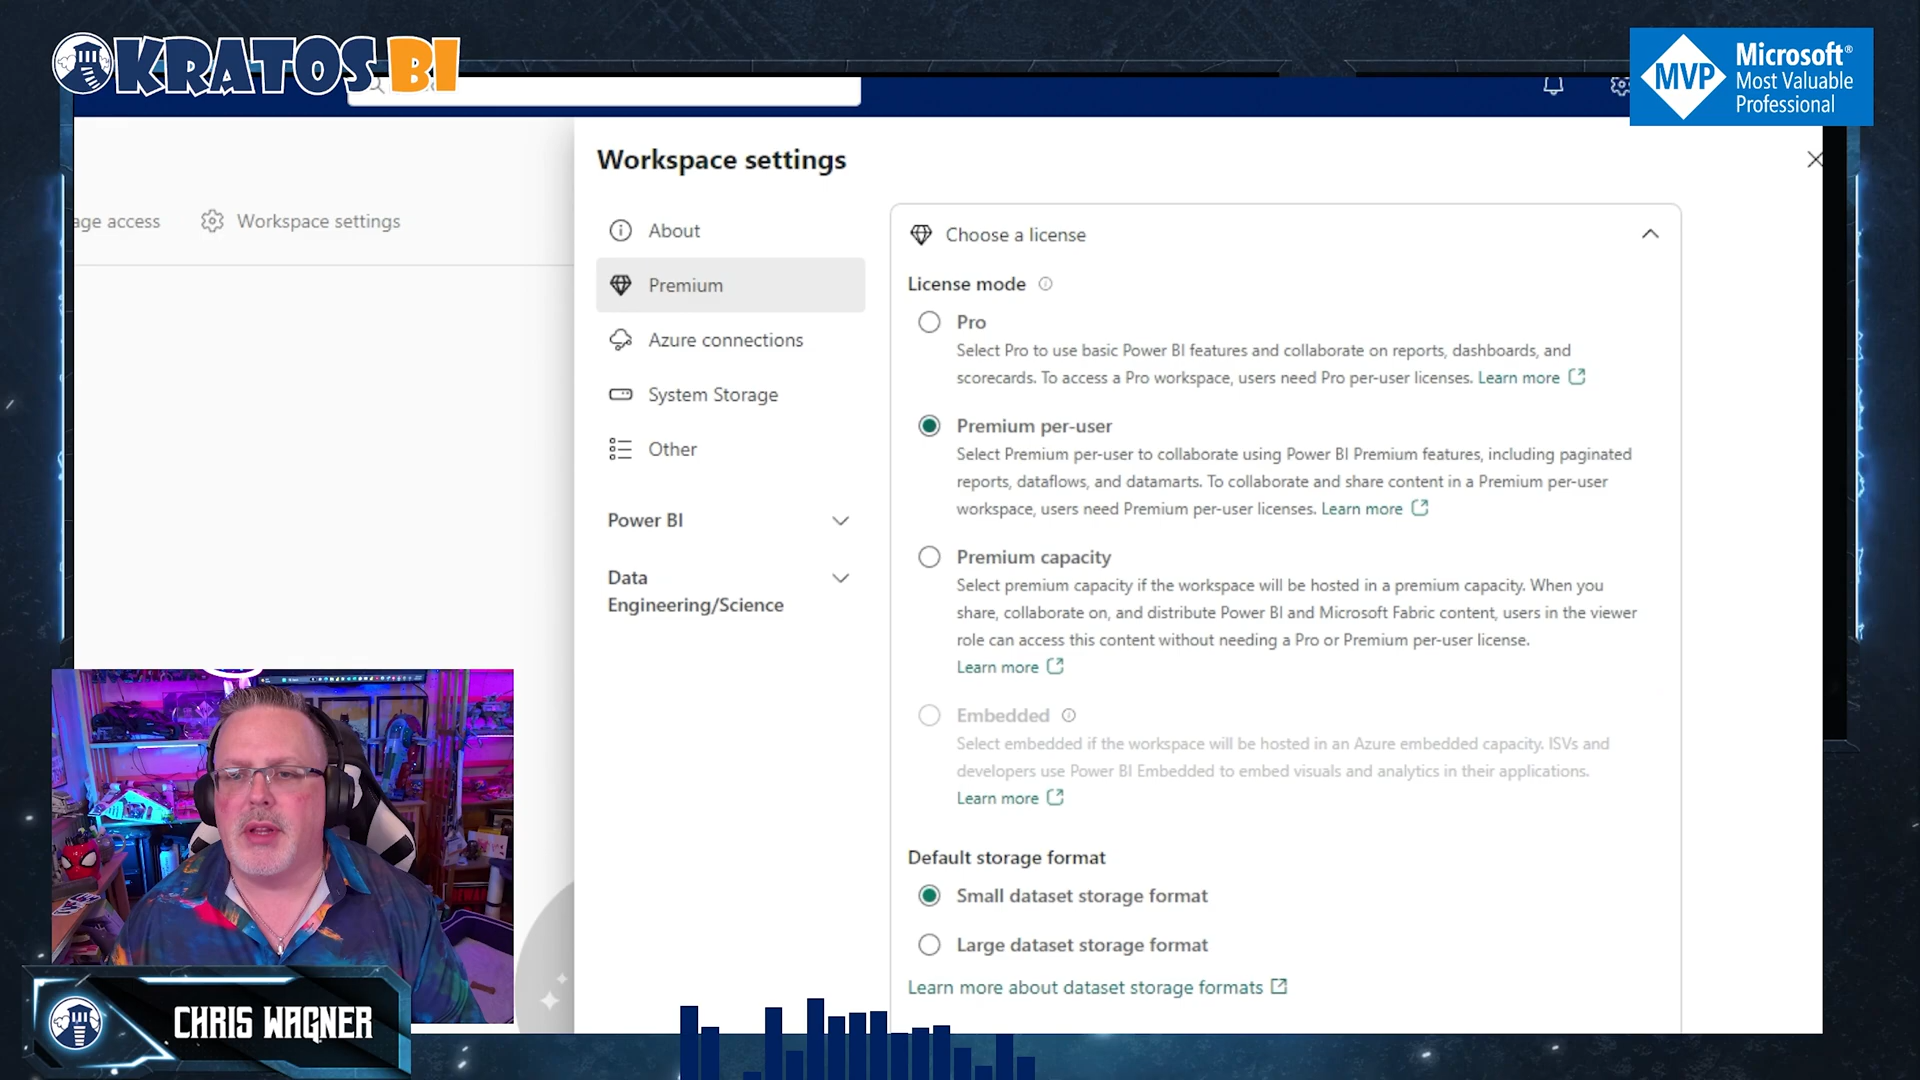 KRATOS BI
Microsoft®
Most Valuable
Professional
MVP
Workspace settings
age access
Workspace settings
About
Premium
Azure connections
System Storage
Other
Power BI
Data
Engineering/Science
Choose a license
License mode
Pro
Select Pro to use basic Power BI features and collaborate on reports, dashboards, and
scorecards. To access a Pro workspace, users need Pro per-user licenses. Learn more
Premium per-user
Select Premium per-user to collaborate using Power BI Premium features, including paginated
reports, dataflows, and datamarts. To collaborate and share content in a Premium per-user
workspace, users need Premium per-user licenses. Learn more
Premium capacity
Select premium capacity if the workspace will be hosted in a premium capacity. When you
share, collaborate on, and distribute Power BI and Microsoft Fabric content, users in the viewer
role can access this content without needing a Pro or Premium per-user license.
Learn more
Embedded
Select embedded if the workspace will be hosted in an Azure embedded capacity. ISVs and
developers use Power BI Embedded to embed visuals and analytics in their applications.
Learn more
Default storage format
Small dataset storage format
Large dataset storage format
Learn more about dataset storage formats
CHRIS WAGNER